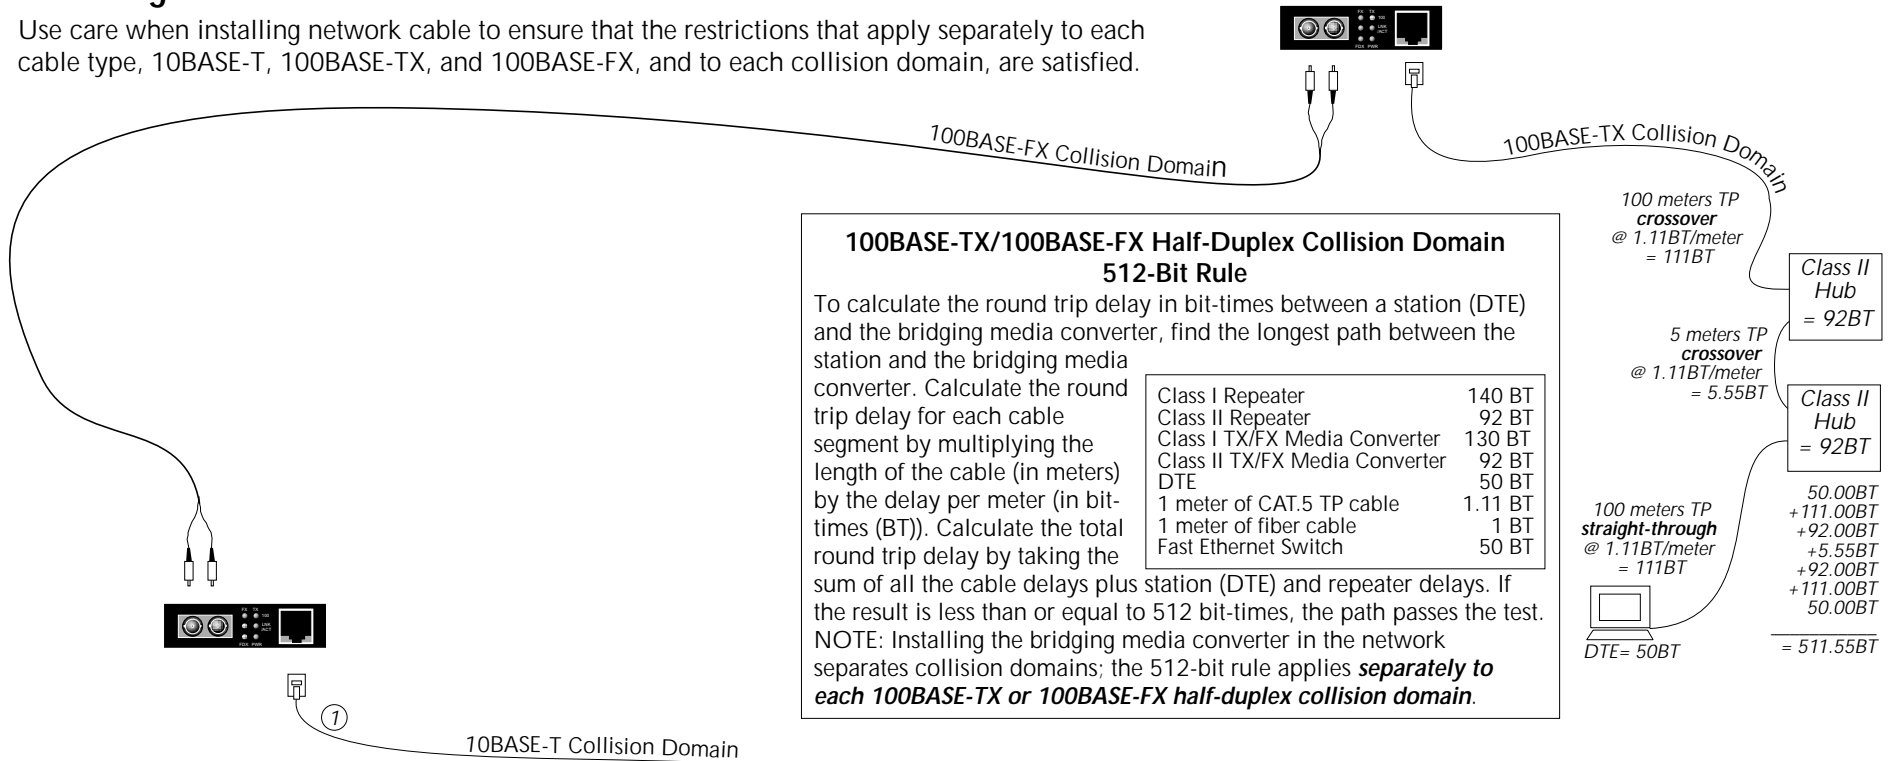 Use care when installing network cable to ensure that the restrictions that apply separately to each
cable type, 10BASE-T, 100BASE-TX, and 100BASE-FX, and to each collision domain, are satisfied.
FX TX
100
LNK
/ACT
FDX PWR
100BASE-FX Collision Domain
100BASE-TX Collision Domain
100 meters TP
crossover
@ 1.11BT/meter
= 111BT
Class II
Hub
= 92BT
5 meters TP
crossover
@ 1.11BT/meter
= 5.55BT
Class II
Hub
= 92BT
100 meters TP
straight-through
@ 1.11BT/meter
= 111BT
DTE= 50BT
50.00BT
+111.00BT
+92.00BT
+5.55BT
+92.00BT
+111.00BT
50.00BT
= 511.55BT
100BASE-TX/100BASE-FX Half-Duplex Collision Domain
512-Bit Rule
To calculate the round trip delay in bit-times between a station (DTE)
and the bridging media converter, find the longest path between the
station and the bridging media
converter. Calculate the round
trip delay for each cable
segment by multiplying the
length of the cable (in meters)
by the delay per meter (in bit-
times (BT)). Calculate the total
round trip delay by taking the
Class I Repeater 140 BT
Class II Repeater 92 BT
Class I TX/FX Media Converter 130 BT
Class II TX/FX Media Converter 92 BT
DTE 50 BT
1 meter of CAT.5 TP cable 1.11 BT
1 meter of fiber cable 1 BT
Fast Ethernet Switch 50 BT
sum of all the cable delays plus station (DTE) and repeater delays. If
the result is less than or equal to 512 bit-times, the path passes the test.
NOTE: Installing the bridging media converter in the network
separates collision domains; the 512-bit rule applies separately to
each 100BASE-TX or 100BASE-FX half-duplex collision domain.
FX TX
100
LNK
/ACT
FDX PWR
1
10BASE-T Collision Domain